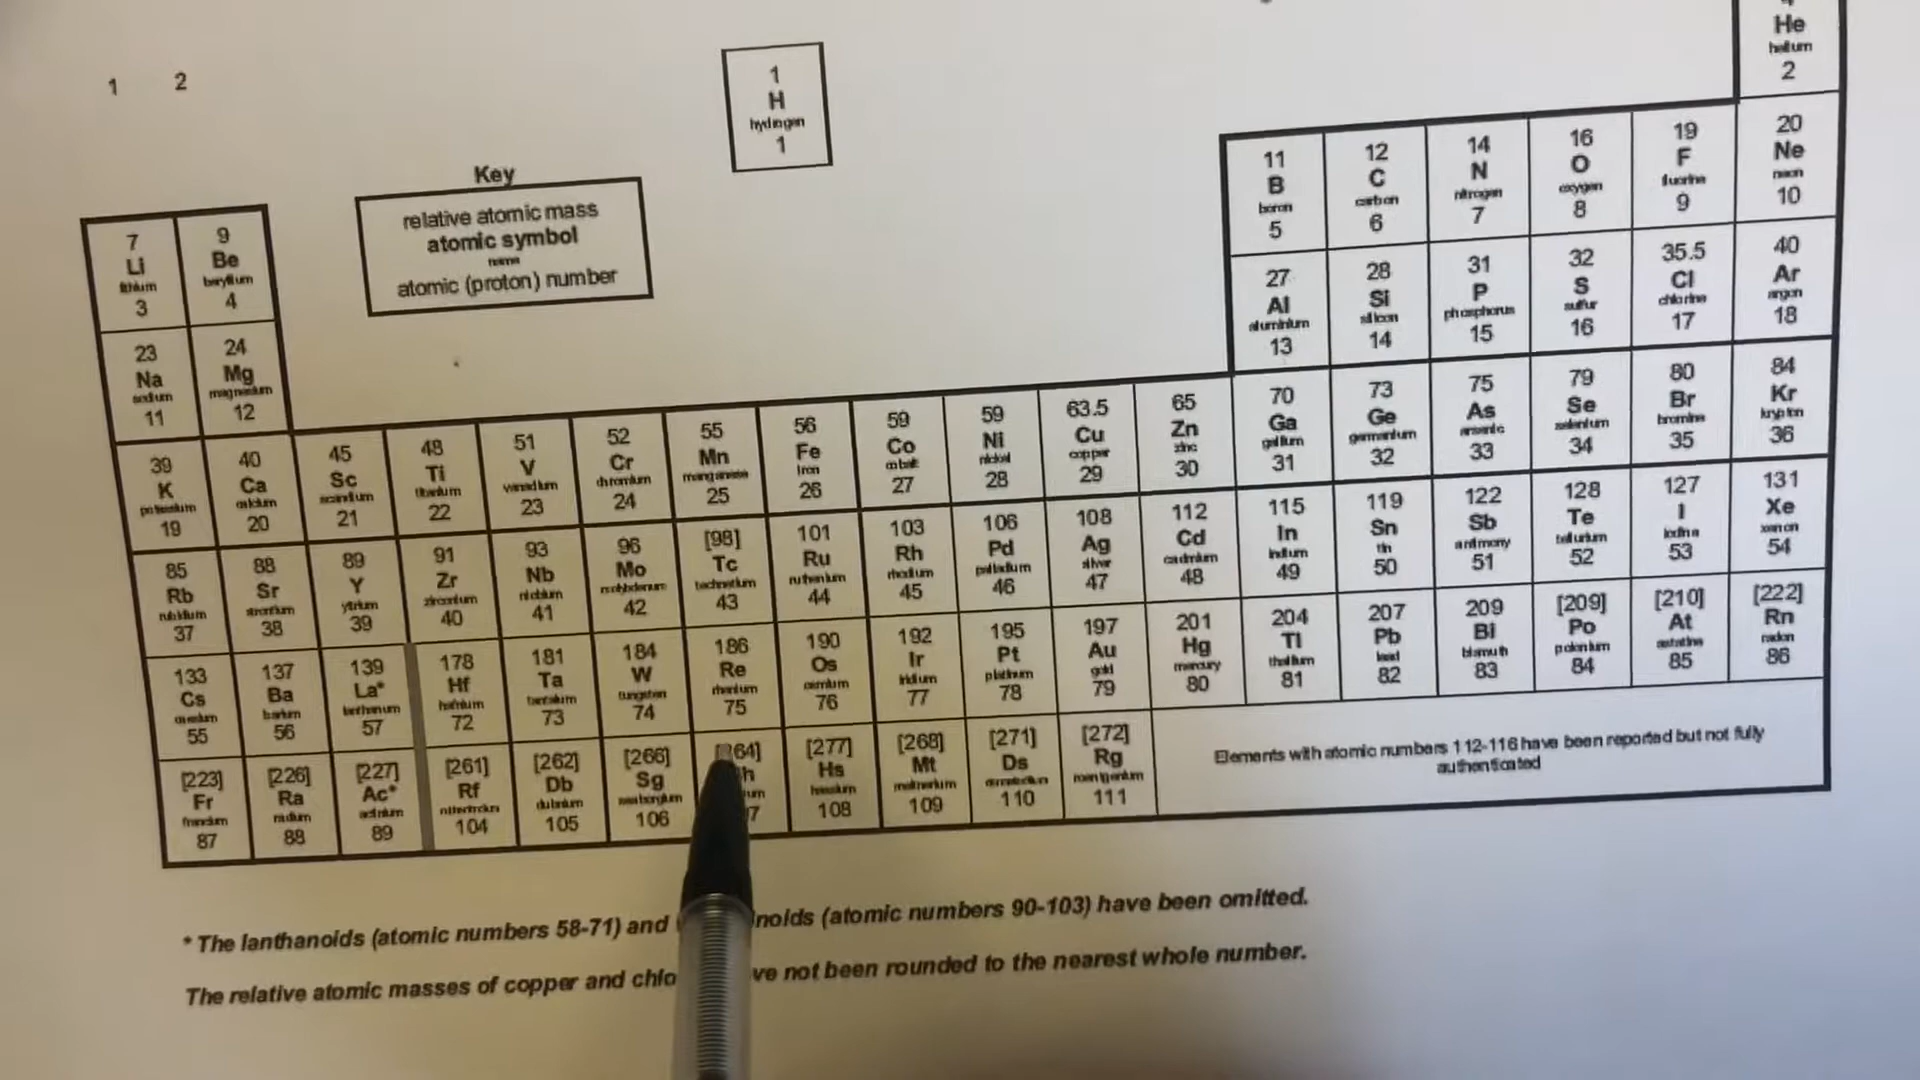 1 2
1
H
hydrogen
1
He
helium
2
Key
relative atomic mass
atomic symbol
name
atomic (proton) number
7 9
Li Be
lithium beryllium
3 4
11 12 14 16 19 20
B C N O F Ne
boron carbon nitrogen oxygen fluorine neon
5 6 7 8 9 10
23 24
Na Mg
sodium magnesium
11 12
27 28 31 32 35.5 40
Al Si P S Cl Ar
aluminium silicon phosphorus sulfur chlorine argon
13 14 15 16 17 18
39 40 45 48 51 52 55 56 59 59 63.5 65 70 73 75 79 80 84
K Ca Sc Ti V Cr Mn Fe Co Ni Cu Zn Ga Ge As Se Br Kr
potassium calcium scandium titanium vanadium chromium manganese iron cobalt nickel copper zinc gallium germanium arsenic selenium bromine krypton
19 20 21 22 23 24 25 26 27 28 29 30 31 32 33 34 35 36
85 88 89 91 93 96 [98] 101 103 106 108 112 115 119 122 128 127 131
Rb Sr Y Zr Nb Mo Tc Ru Rh Pd Ag Cd In Sn Sb Te I Xe
rubidium strontium yttrium zirconium niobium molybdenum technetium ruthenium rhodium palladium silver cadmium indium tin antimony tellurium iodine xenon
37 38 39 40 41 42 43 44 45 46 47 48 49 50 51 52 53 54
133 137 139 178 181 184 186 190 192 195 197 201 204 207 209 [209] [210] [222]
Cs Ba La* Hf Ta W Re Os Ir Pt Au Hg Tl Pb Bi Po At Rn
caesium barium lanthanum hafnium tantalum tungsten rhenium osmium iridium platinum gold mercury thallium lead bismuth polonium astatine radon
55 56 57 72 73 74 75 76 77 78 79 80 81 82 83 84 85 86
[223] [226] [227] [261] [262] [266] [277] [268] [271] [272]
Fr Ra Ac* Rf Db Sg Hs Mt Ds Rg
francium radium actinium rutherfordium dubnium seaborgium hassium meitnerium darmstadtium roentgenium
87 88 89 104 105 106 108 109 110 111
Elements with atomic numbers 112-116 have been reported but not fully
authenticated
* The lanthanoids (atomic numbers 58-71) and (atomic numbers 90-103) have been omitted.
The relative atomic masses of copper and not been rounded to the nearest whole number.